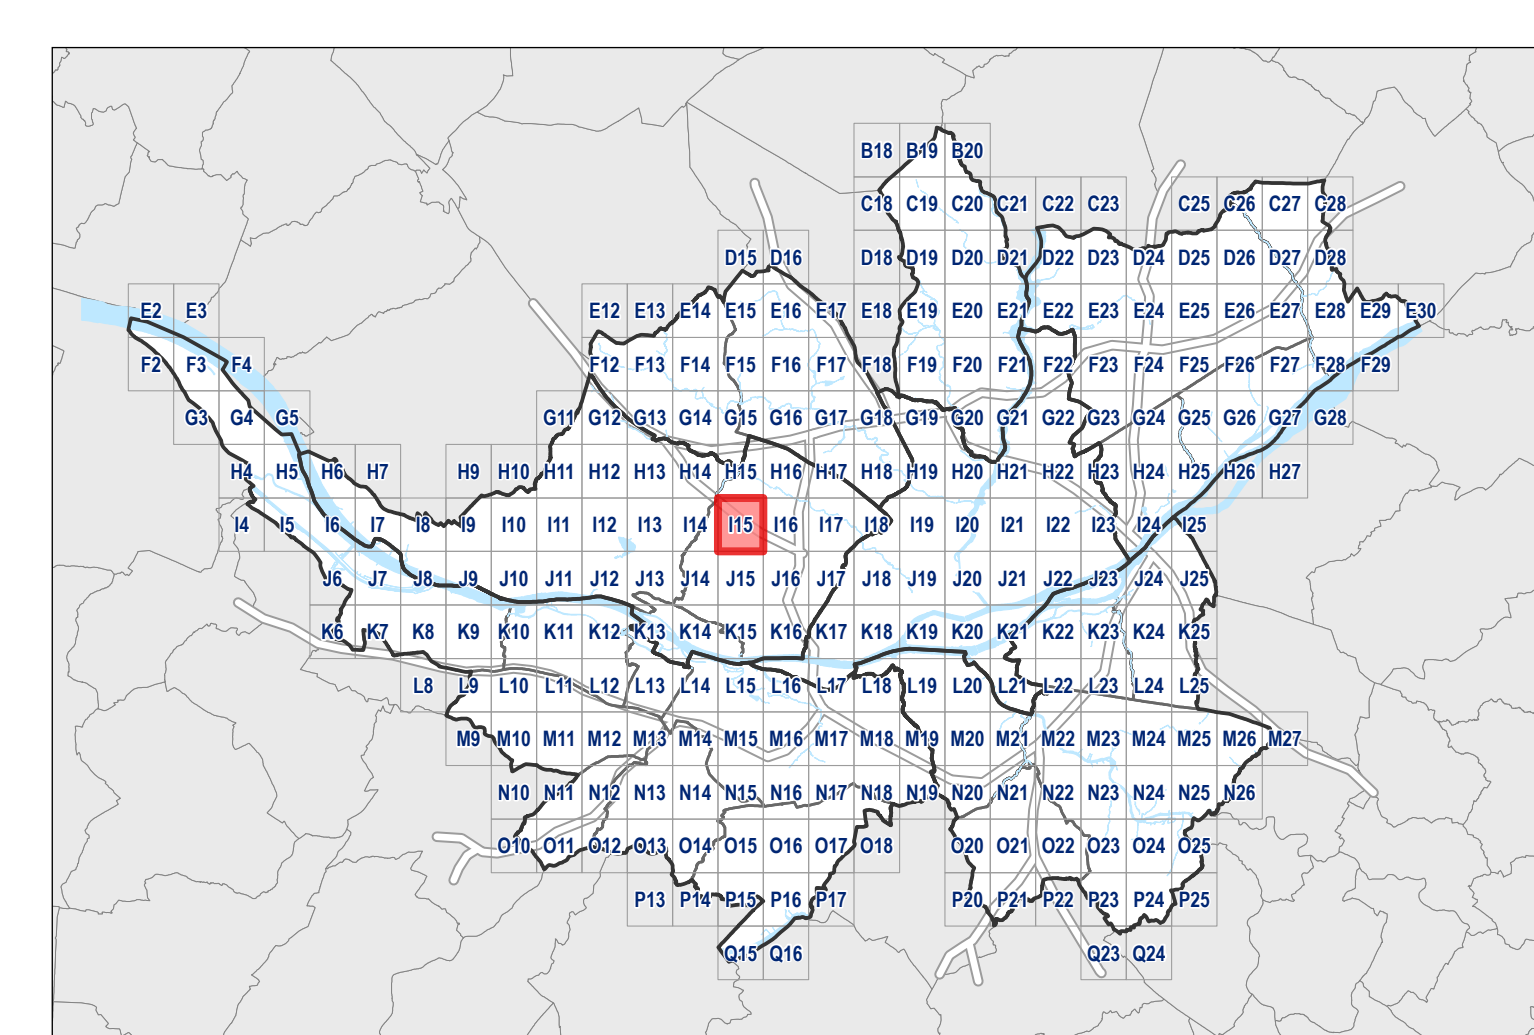 B18 B19 B20
C18 C19 C20 C21 C22 C23 C25 C26 C27 C28
D15 D16 D18 D19 D20 D21 D22 D23 D24 D25 D26 D27 D28
E2 E3 E12 E13 E14 E15 E16 E17 E18 E19 E20 E21 E22 E23 E24 E25 E26 E27 E28 E29 E30
F2 F3 F4 F12 F13 F14 F15 F16 F17 F18 F19 F20 F21 F22 F23 F24 F25 F26 F27 F28 F29
G3 G4 G5 G11 G12 G13 G14 G15 G16 G17 G18 G19 G20 G21 G22 G23 G24 G25 G26 G27 G28
H4 H5 H6 H7 H9 H10 H11 H12 H13 H14 H15 H16 H17 H18 H19 H20 H21 H22 H23 H24 H25 H26 H27
I4 I5 I6 I7 I8 I9 I10 I11 I12 I13 I14 I15 I16 I17 I18 I19 I20 I21 I22 I23 I24 I25
J6 J7 J8 J9 J10 J11 J12 J13 J14 J15 J16 J17 J18 J19 J20 J21 J22 J23 J24 J25
K6 K7 K8 K9 K10 K11 K12 K13 K14 K15 K16 K17 K18 K19 K20 K21 K22 K23 K24 K25
L8 L9 L10 L11 L12 L13 L14 L15 L16 L17 L18 L19 L20 L21 L22 L23 L24 L25
M9 M10 M11 M12 M13 M14 M15 M16 M17 M18 M19 M20 M21 M22 M23 M24 M25 M26 M27
N10 N11 N12 N13 N14 N15 N16 N17 N18 N19 N20 N21 N22 N23 N24 N25 N26
O10 O11 O12 O13 O14 O15 O16 O17 O18 O20 O21 O22 O23 O24 O25
P13 P14 P15 P16 P17 P20 P21 P22 P23 P24 P25
Q15 Q16 Q23 Q24